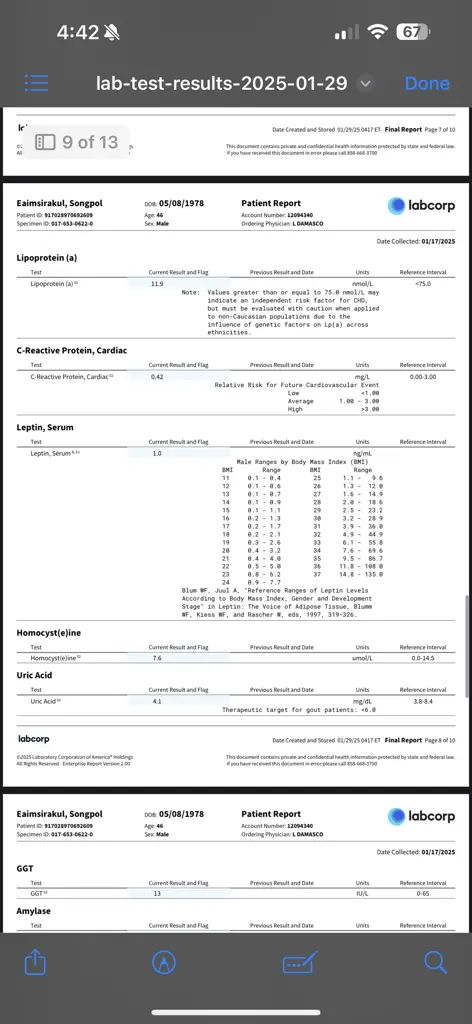 4:42
67
lab-test-results-2025-01-29
Done
9 of 13
Date Created and Stored 01/29/25 0417 ET Final Report Page 7 of 10
This document contains private and confidential health information protected by state and federal law.
If you have received this document in error please call 858-668-3700
Eaimsirakul, Songpol
DOB: 05/08/1978
Patient Report
labcorp
Patient ID: 917028970692609
Age: 46
Account Number: 12094340
Specimen ID: 017-653-0622-0
Sex: Male
Ordering Physician: L DAMASCO
Date Collected: 01/17/2025
Lipoprotein (a)
Test Current Result and Flag Previous Result and Date Units Reference Interval
Lipoprotein (a) 11.9 nmol/L <75.0
Note: Values greater than or equal to 75.0 nmol/L may
indicate an independent risk factor for CHD,
but must be evaluated with caution when applied
to non-Caucasian populations due to the
influence of genetic factors on Lp(a) across
ethnicities.
C-Reactive Protein, Cardiac
Test Current Result and Flag Previous Result and Date Units Reference Interval
C-Reactive Protein, Cardiac 0.42 mg/L 0.00-3.00
Relative Risk for Future Cardiovascular Event
Low <1.00
Average 1.00 - 3.00
High >3.00
Leptin, Serum
Test Current Result and Flag Previous Result and Date Units Reference Interval
Leptin, Serum 1.0 ng/mL
Male Ranges by Body Mass Index (BMI)
BMI Range BMI Range
11 0.1 - 0.4 25 1.1 - 9.6
12 0.1 - 0.6 26 1.3 - 12.0
13 0.1 - 0.7 27 1.6 - 14.9
14 0.1 - 0.9 28 2.0 - 18.6
15 0.1 - 1.1 29 2.5 - 23.2
16 0.2 - 1.3 30 3.2 - 28.9
17 0.2 - 1.7 31 3.9 - 36.0
18 0.2 - 2.1 32 4.9 - 44.9
19 0.3 - 2.6 33 6.1 - 55.8
20 0.4 - 3.2 34 7.6 - 69.6
21 0.4 - 4.0 35 9.5 - 86.7
22 0.5 - 5.0 36 11.8 - 108.0
23 0.8 - 6.2 37 14.8 - 135.0
24 0.9 - 7.7
Blum WF, Juul A, "Reference Ranges of Leptin Levels
According to Body Mass Index, Gender and Development
Stage" in Leptin: The Voice of Adipose Tissue, Blumm
WF, Kiess WF, and Rascher W, eds, 1997, 319-326.
Homocyst(e)ine
Test Current Result and Flag Previous Result and Date Units Reference Interval
Homocyst(e)ine 7.6 umol/L 0.0-14.5
Uric Acid
Test Current Result and Flag Previous Result and Date Units Reference Interval
Uric Acid 4.1 mg/dL 3.8-8.4
Therapeutic target for gout patients: <6.0
labcorp
Date Created and Stored 01/29/25 0417 ET Final Report Page 8 of 10
©2025 Laboratory Corporation of America® Holdings
All Rights Reserved - Enterprise Report Version 2.00
This document contains private and confidential health information protected by state and federal law.
If you have received this document in error please call 858-668-3700
Eaimsirakul, Songpol
DOB: 05/08/1978
Patient Report
labcorp
Patient ID: 917028970692609
Age: 46
Account Number: 12094340
Specimen ID: 017-653-0622-0
Sex: Male
Ordering Physician: L DAMASCO
Date Collected: 01/17/2025
GGT
Test Current Result and Flag Previous Result and Date Units Reference Interval
GGT 13 IU/L 0-65
Amylase
Test Current Result and Flag Previous Result and Date Units Reference Interval